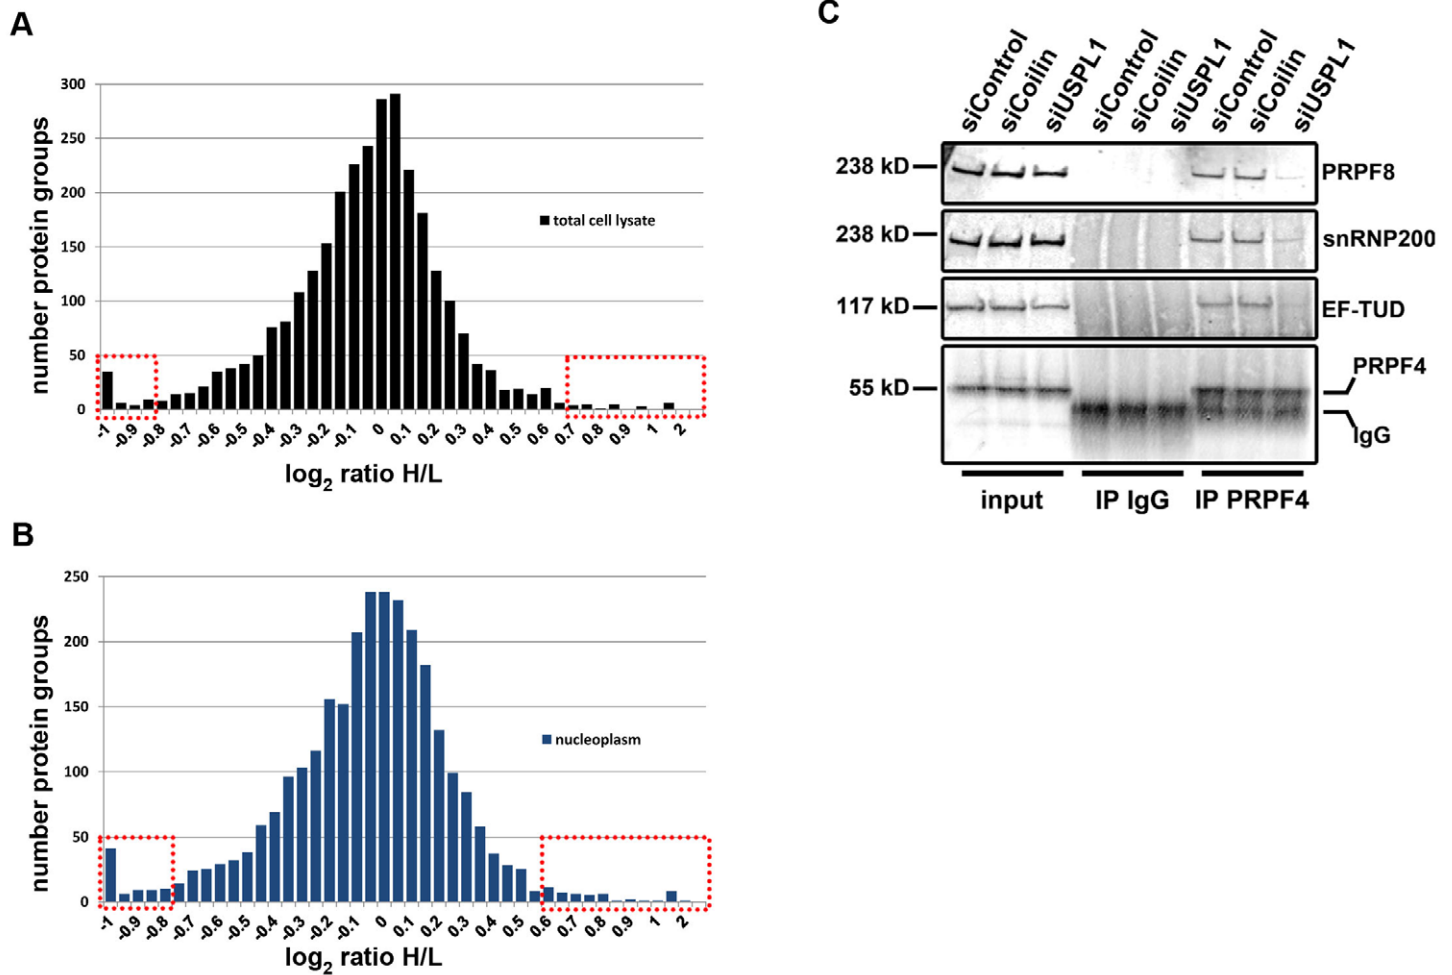 A
300
250
200
150
100
50
0
number protein groups
total cell lysate
-1 -0.9 -0.8 -0.7 -0.6 -0.5 -0.4 -0.3 -0.2 -0.1 0 0.1 0.2 0.3 0.4 0.5 0.6 0.7 0.8 0.9 1 2
log2 ratio H/L
B
250
200
150
100
50
0
number protein groups
nucleoplasm
-1 -0.9 -0.8 -0.7 -0.6 -0.5 -0.4 -0.3 -0.2 -0.1 0 0.1 0.2 0.3 0.4 0.5 0.6 0.7 0.8 0.9 1 2
log2 ratio H/L
C
siControl siCoilin siUSPL1 siControl siCoilin siUSPL1 siControl siCoilin siUSPL1
238 kD PRPF8
238 kD snRNP200
117 kD EF-TUD
55 kD PRPF4
IgG
input IP IgG IP PRPF4